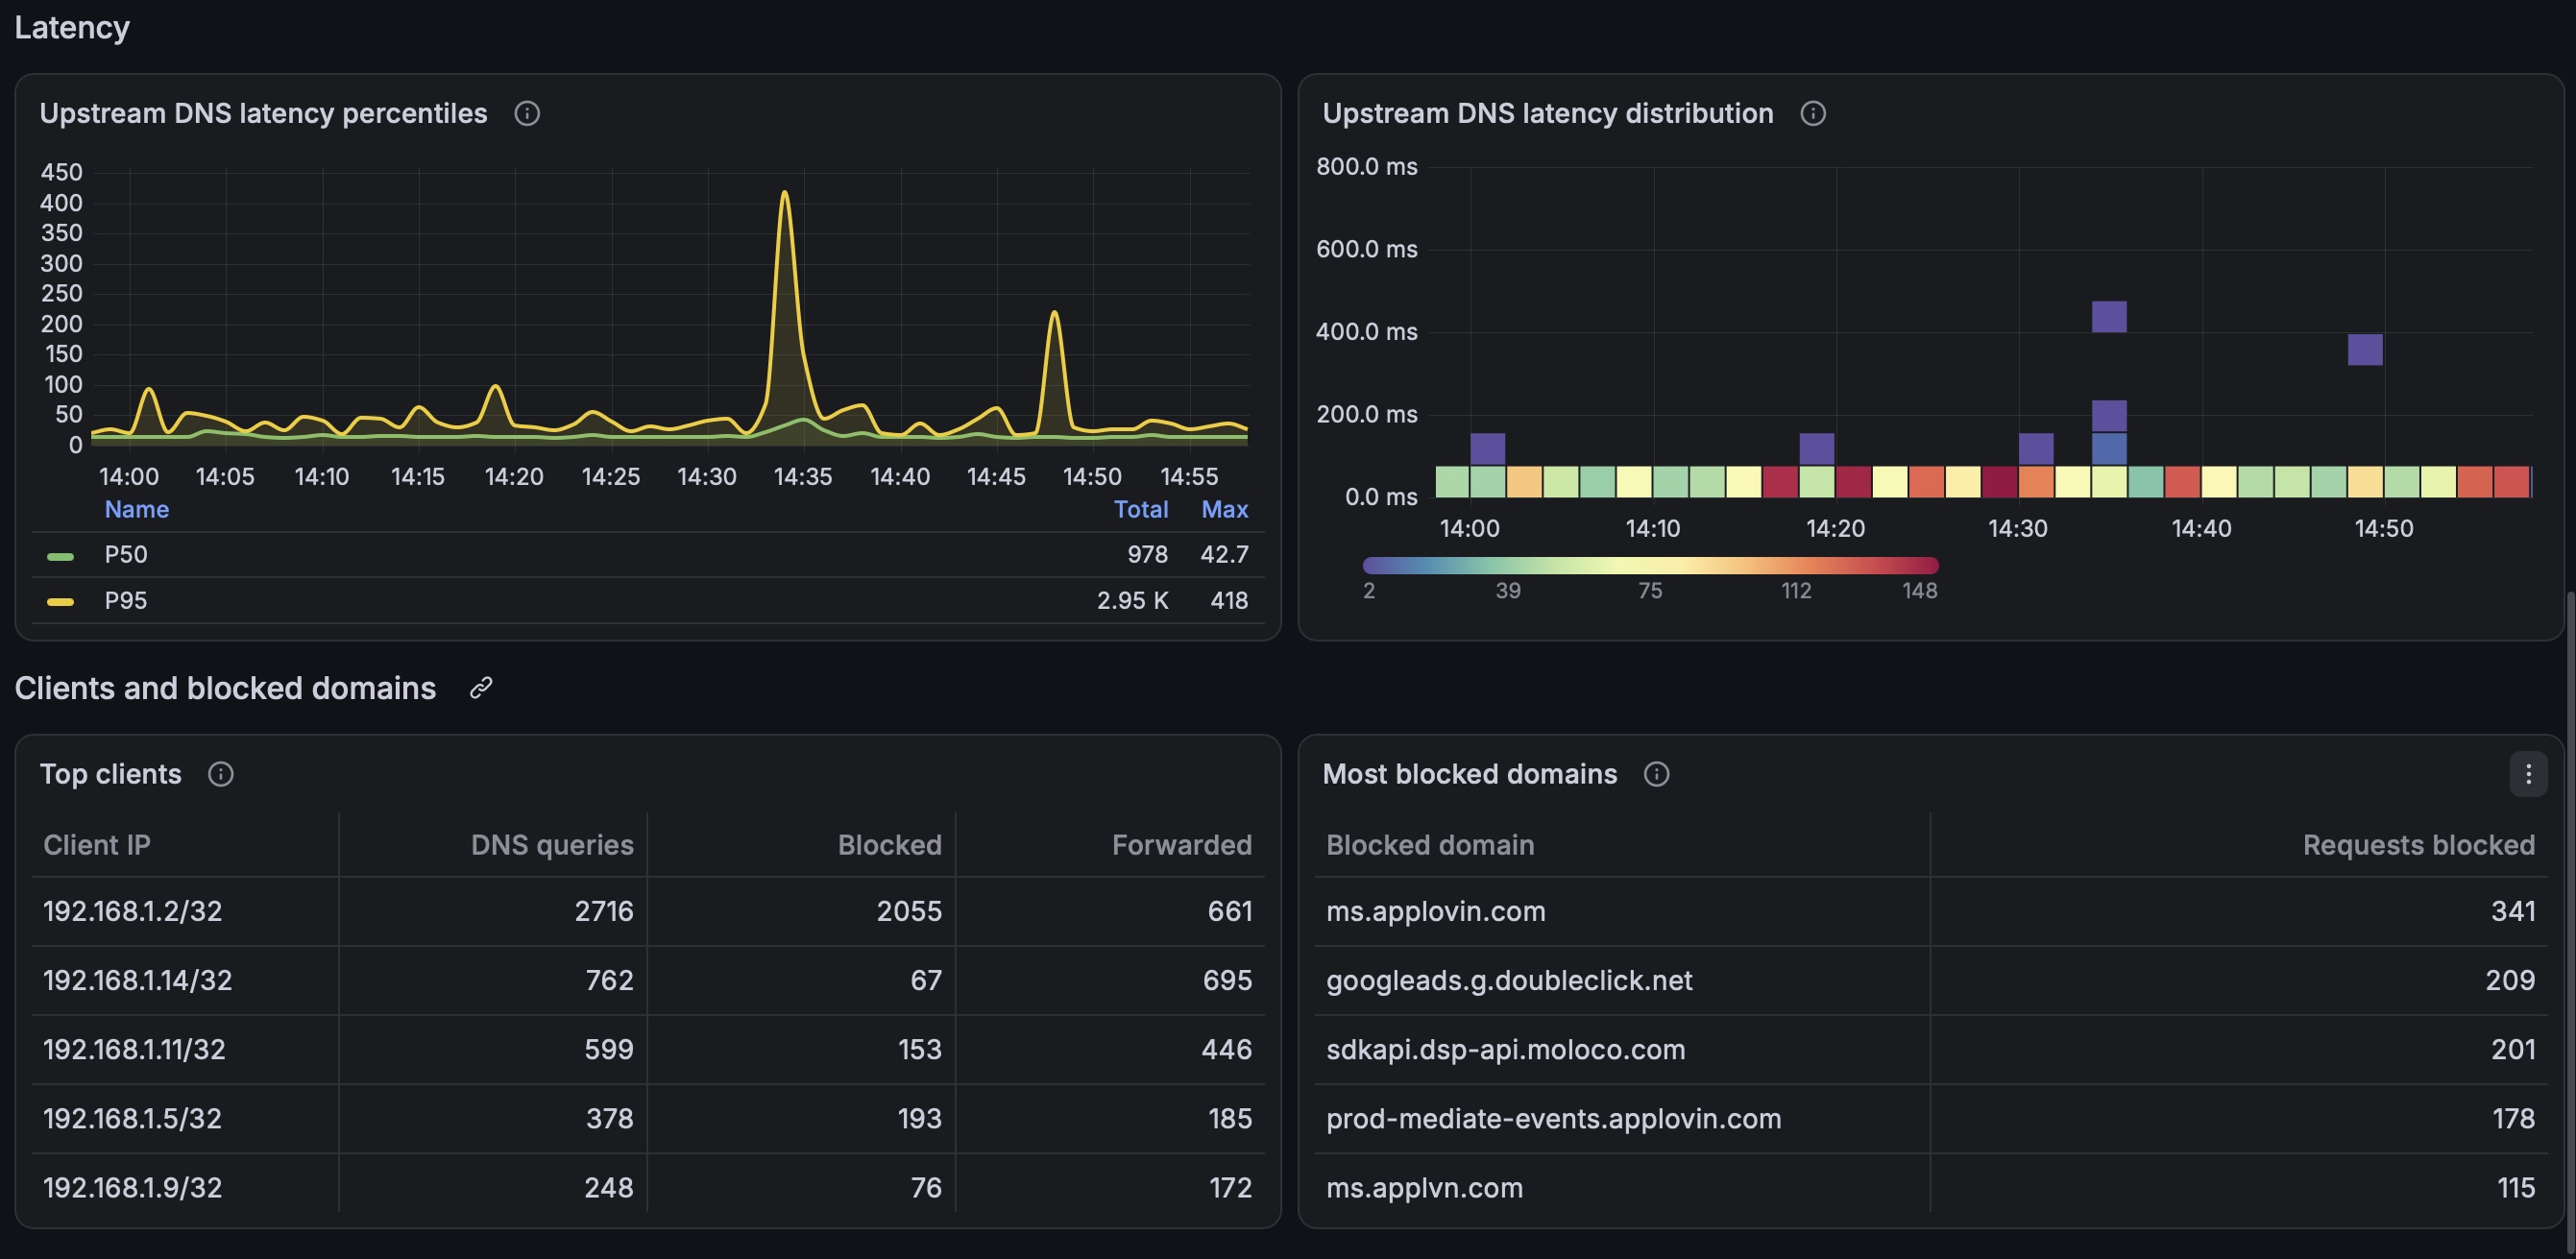 Latency
Upstream DNS latency percentiles
450
400
350
300
250
200
150
100
50
0
14:00 14:05 14:10 14:15 14:20 14:25 14:30 14:35 14:40 14:45 14:50 14:55
Name Total Max
P50 978 42.7
P95 2.95 K 418
Upstream DNS latency distribution
800.0 ms
600.0 ms
400.0 ms
200.0 ms
0.0 ms
14:00 14:10 14:20 14:30 14:40 14:50
2 39 75 112 148
Clients and blocked domains
Top clients
Client IP DNS queries Blocked Forwarded
192.168.1.2/32 2716 2055 661
192.168.1.14/32 762 67 695
192.168.1.11/32 599 153 446
192.168.1.5/32 378 193 185
192.168.1.9/32 248 76 172
Most blocked domains
Blocked domain Requests blocked
ms.applovin.com 341
googleads.g.doubleclick.net 209
sdkapi.dsp-api.moloco.com 201
prod-mediate-events.applovin.com 178
ms.applvn.com 115